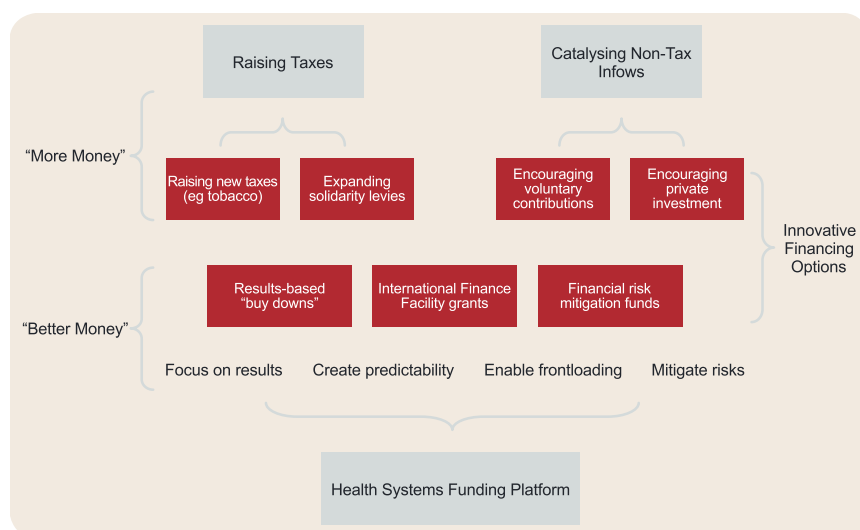 Raising Taxes
Catalysing Non-Tax
Infows
“More Money”
Raising new taxes
(eg tobacco)
Expanding
solidarity levies
Encouraging
voluntary
contributions
Encouraging
private
investment
Innovative
Financing
Options
Results-based
“buy downs”
International Finance
Facility grants
Financial risk
mitigation funds
“Better Money”
Focus on results
Create predictability
Enable frontloading
Mitigate risks
Health Systems Funding Platform